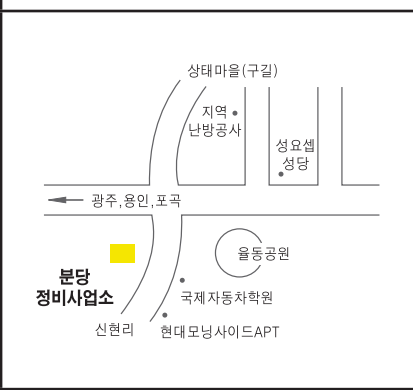 상태마을(구길)
지역
난방공사
성요셉
성당
광주,용인,포곡
율동공원
분당
정비사업소
국제자동차학원
신현리
현대모닝사이드APT